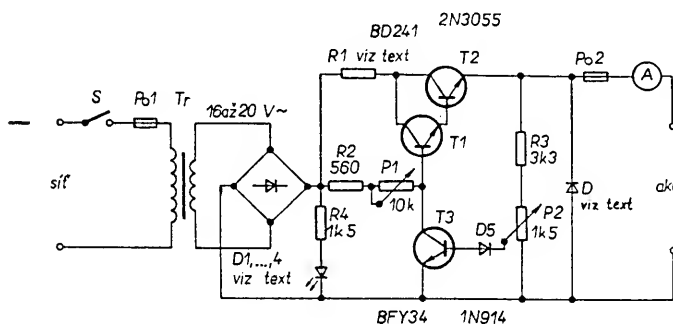 BD241 2N3055
R1 viz text
T2
Po2
A
S
Po1
Tr
16až20 V~
T1
R2
560
P1
10k
R3
3k3
síť
R4
1k5
T3
D5
P2
1k5
D
viz text
aku
D1,...,4
viz text
BFY34
1N914